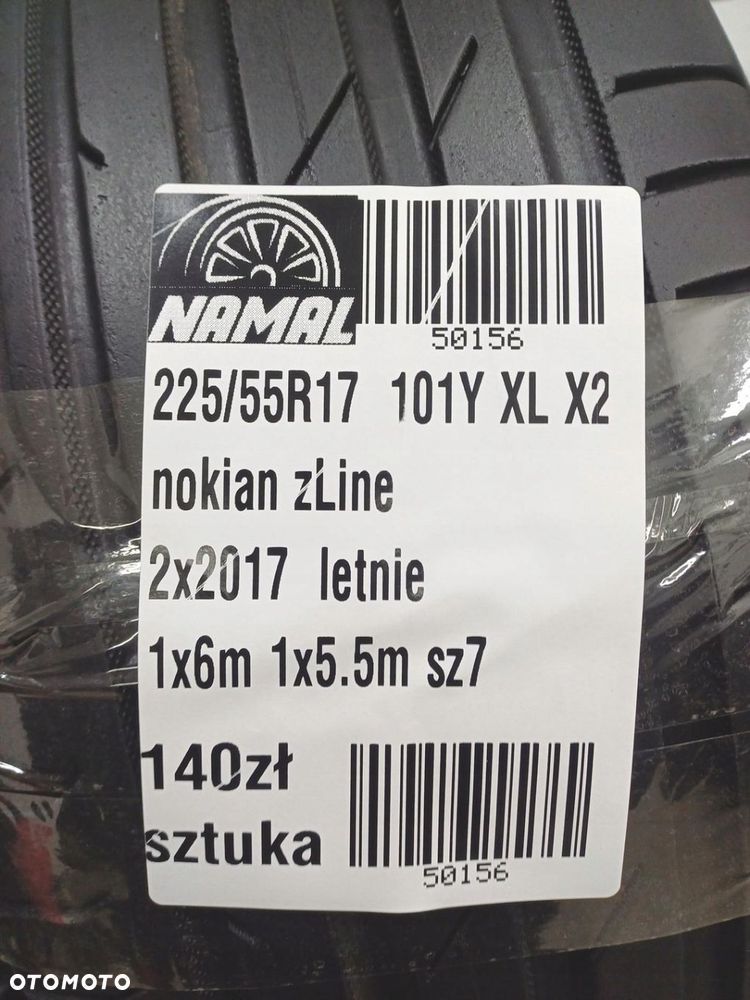 NAMAL
50156
225/55R17 101Y XL X2
nokian zLine
2x2017 letnie
1x6m 1x5.5m sz7
140zł
sztuka
50156
OTOMOTO